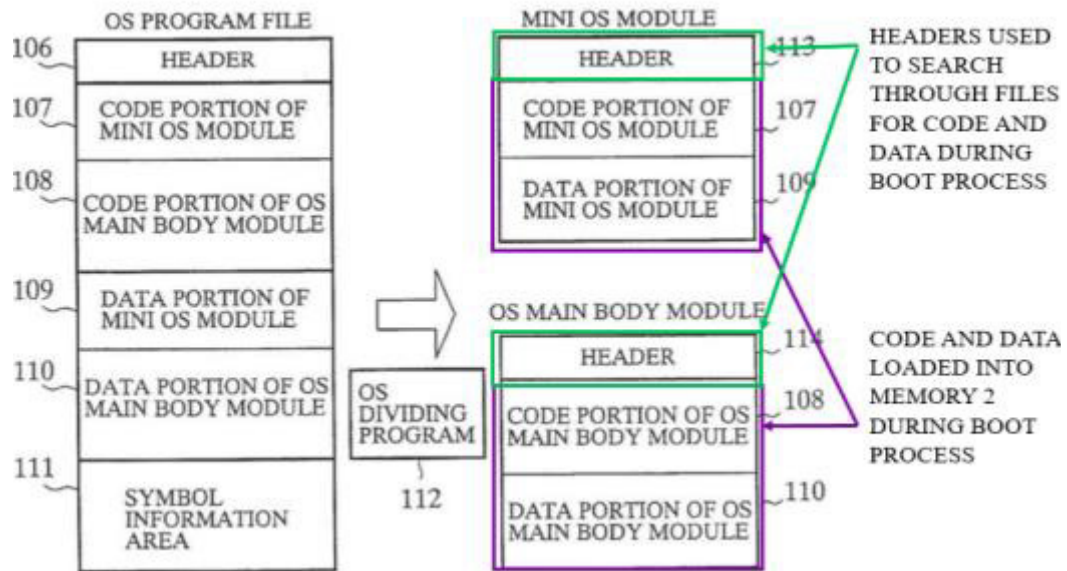 OS PROGRAM FILE
106
HEADER
107
CODE PORTION OF
MINI OS MODULE
108
CODE PORTION OF OS
MAIN BODY MODULE
109
DATA PORTION OF
MINI OS MODULE
110
DATA PORTION OF OS
MAIN BODY MODULE
111
SYMBOL
INFORMATION
AREA
OS
DIVIDING
PROGRAM
112
MINI OS MODULE
HEADER
113
CODE PORTION OF
MINI OS MODULE
107
DATA PORTION OF
MINI OS MODULE
109
OS MAIN BODY MODULE
HEADER
114
CODE PORTION OF OS
MAIN BODY MODULE
108
DATA PORTION OF OS
MAIN BODY MODULE
110
HEADERS USED
TO SEARCH
THROUGH FILES
FOR CODE AND
DATA DURING
BOOT PROCESS
CODE AND DATA
LOADED INTO
MEMORY 2
DURING BOOT
PROCESS